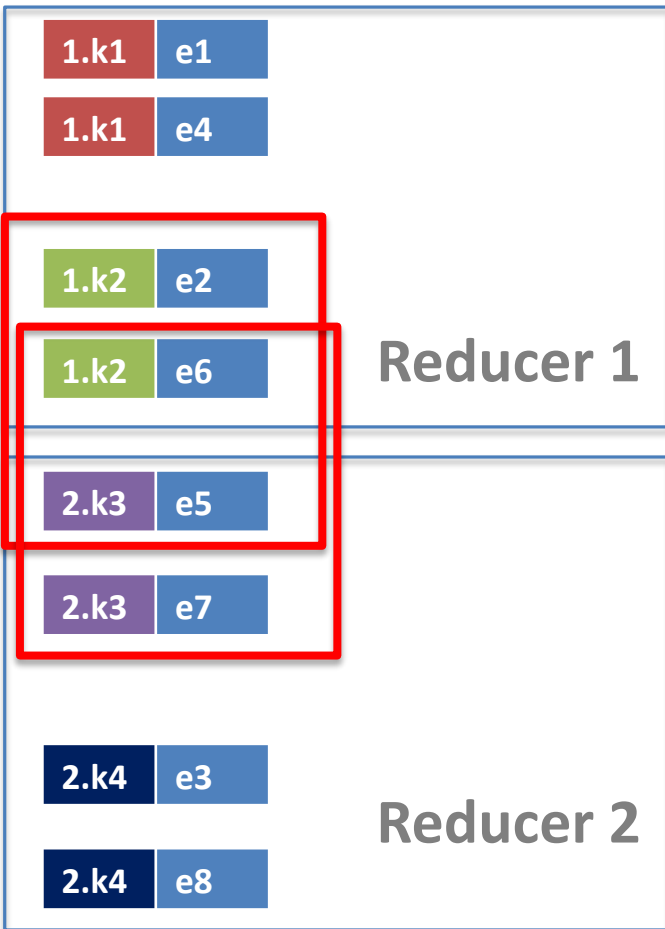 1.k1 e1
1.k1 e4
1.k2 e2
1.k2 e6
Reducer 1
2.k3 e5
2.k3 e7
2.k4 e3
Reducer 2
2.k4 e8